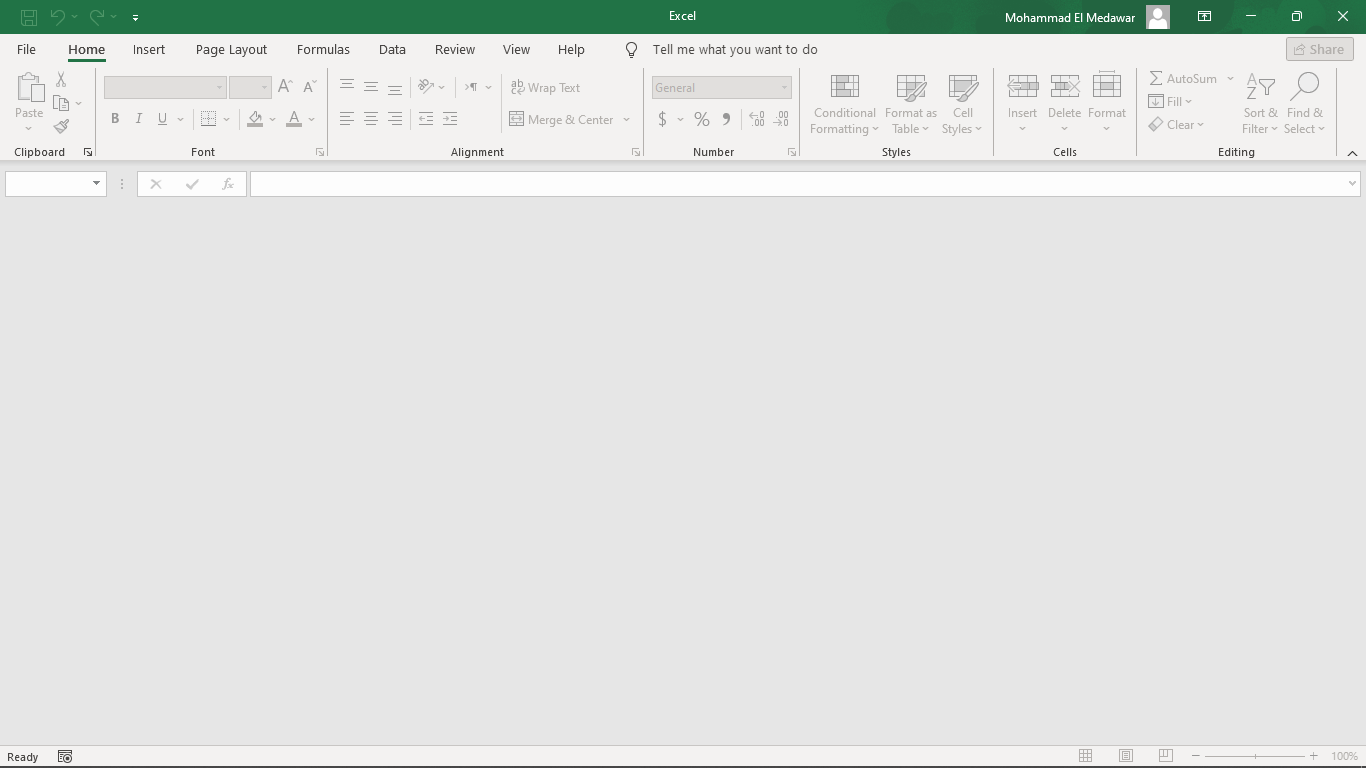 Excel
Mohammad El Medawar
File Home Insert Page Layout Formulas Data Review View Help Tell me what you want to do Share
Paste
Clipboard
B I U A
Font
ab Wrap Text
Merge & Center
Alignment
General
$ % ,
Number
Conditional
Formatting
Format as
Table
Cell
Styles
Styles
Insert Delete Format
Cells
AutoSum
Fill
Clear
Sort &
Filter
Find &
Select
Editing
fx
Ready 100%